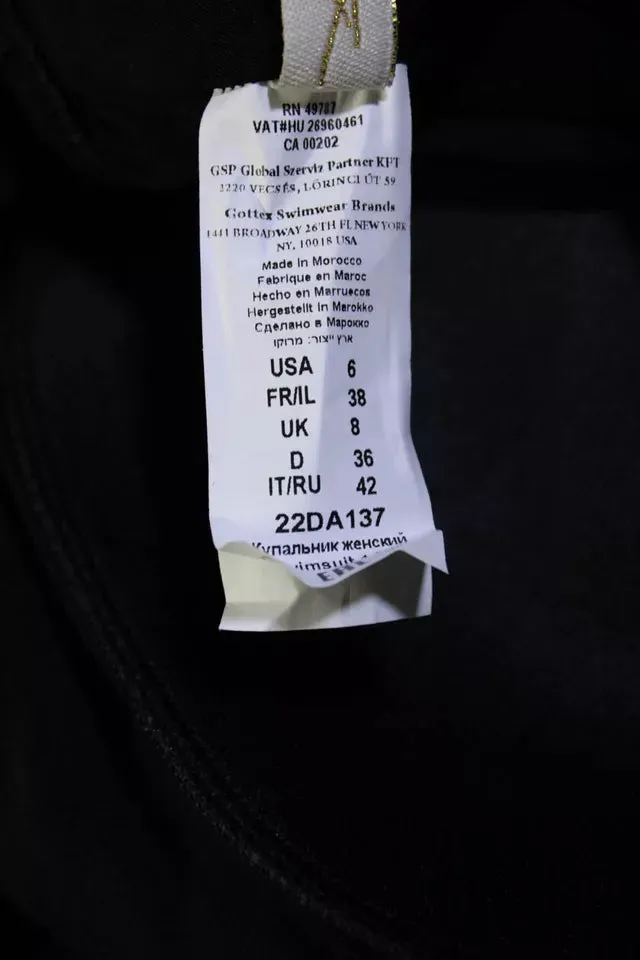 RN 49787
VAT#HU 26960461
CA 00202
GSP Global Szerviz Partner KFT
2220 VECSÉS, LŐRINCI ÚT 59
Gottex Swimwear Brands
1441 BROADWAY 26TH FL NEW YORK
NY, 10018 USA
Made in Morocco
Fabrique en Maroc
Hecho en Marruecos
Hergestellt in Marokko
Сделано в Марокко
ארץ ייצור: מרוקו
USA 6
FR/IL 38
UK 8
D 36
IT/RU 42
22DA137
Купальник женский